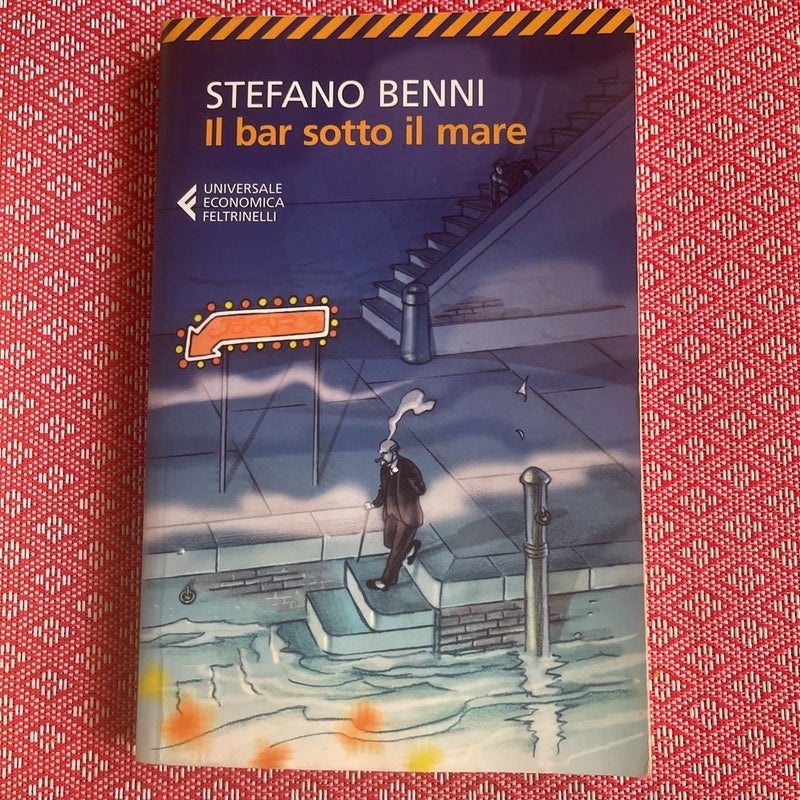 STEFANO BENNI
Il bar sotto il mare
UNIVERSALE
ECONOMICA
FELTRINELLI